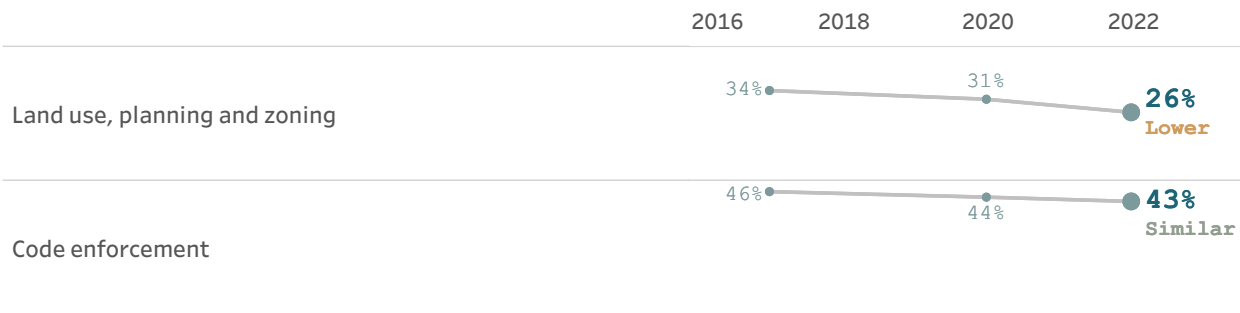 2016 2018 2020 2022
34% 31% 26%
Land use, planning and zoning
Lower
46% 44% 43%
Similar
Code enforcement